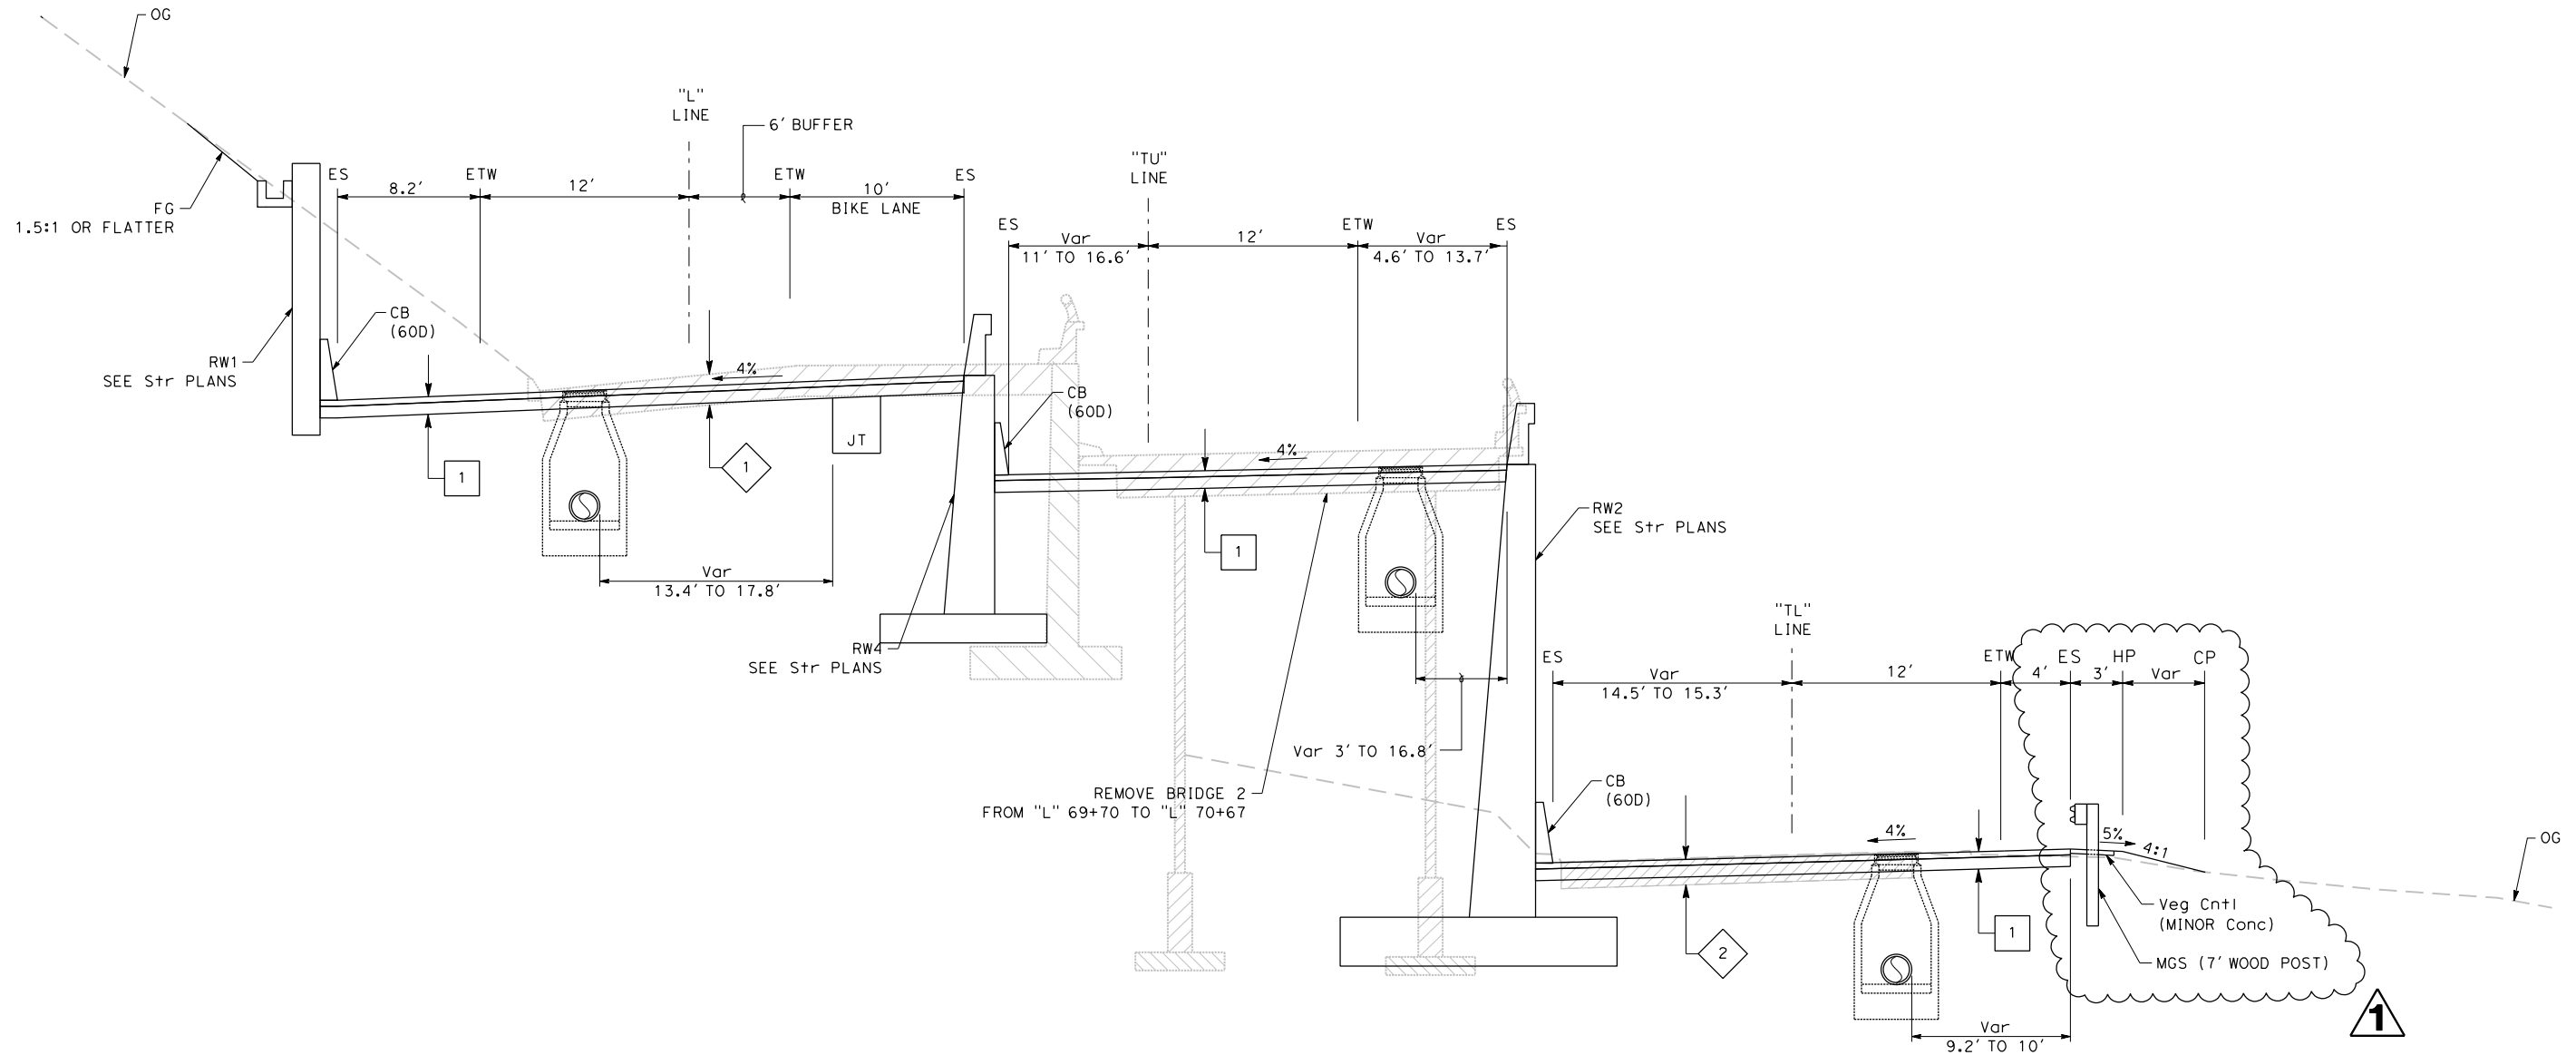 OG
"L"
LINE
6' BUFFER
"TU"
LINE
ES
ETW
ETW
ES
8.2'
12'
10'
BIKE LANE
FG
1.5:1 OR FLATTER
ES
ETW
ES
Var
11' TO 16.6'
12'
Var
4.6' TO 13.7'
CB
(60D)
RW1
SEE Str PLANS
4%
CB
(60D)
JT
1
1
4%
1
RW2
SEE Str PLANS
Var
13.4' TO 17.8'
RW4
SEE Str PLANS
"TL"
LINE
ES
ETW
ES
HP
CP
Var
14.5' TO 15.3'
12'
4'
3'
Var
Var 3' TO 16.8'
REMOVE BRIDGE 2
FROM "L" 69+70 TO "L" 70+67
CB
(60D)
4%
5%
4:1
OG
Veg Cntl
(MINOR Conc)
2
1
MGS (7' WOOD POST)
1
Var
9.2' TO 10'